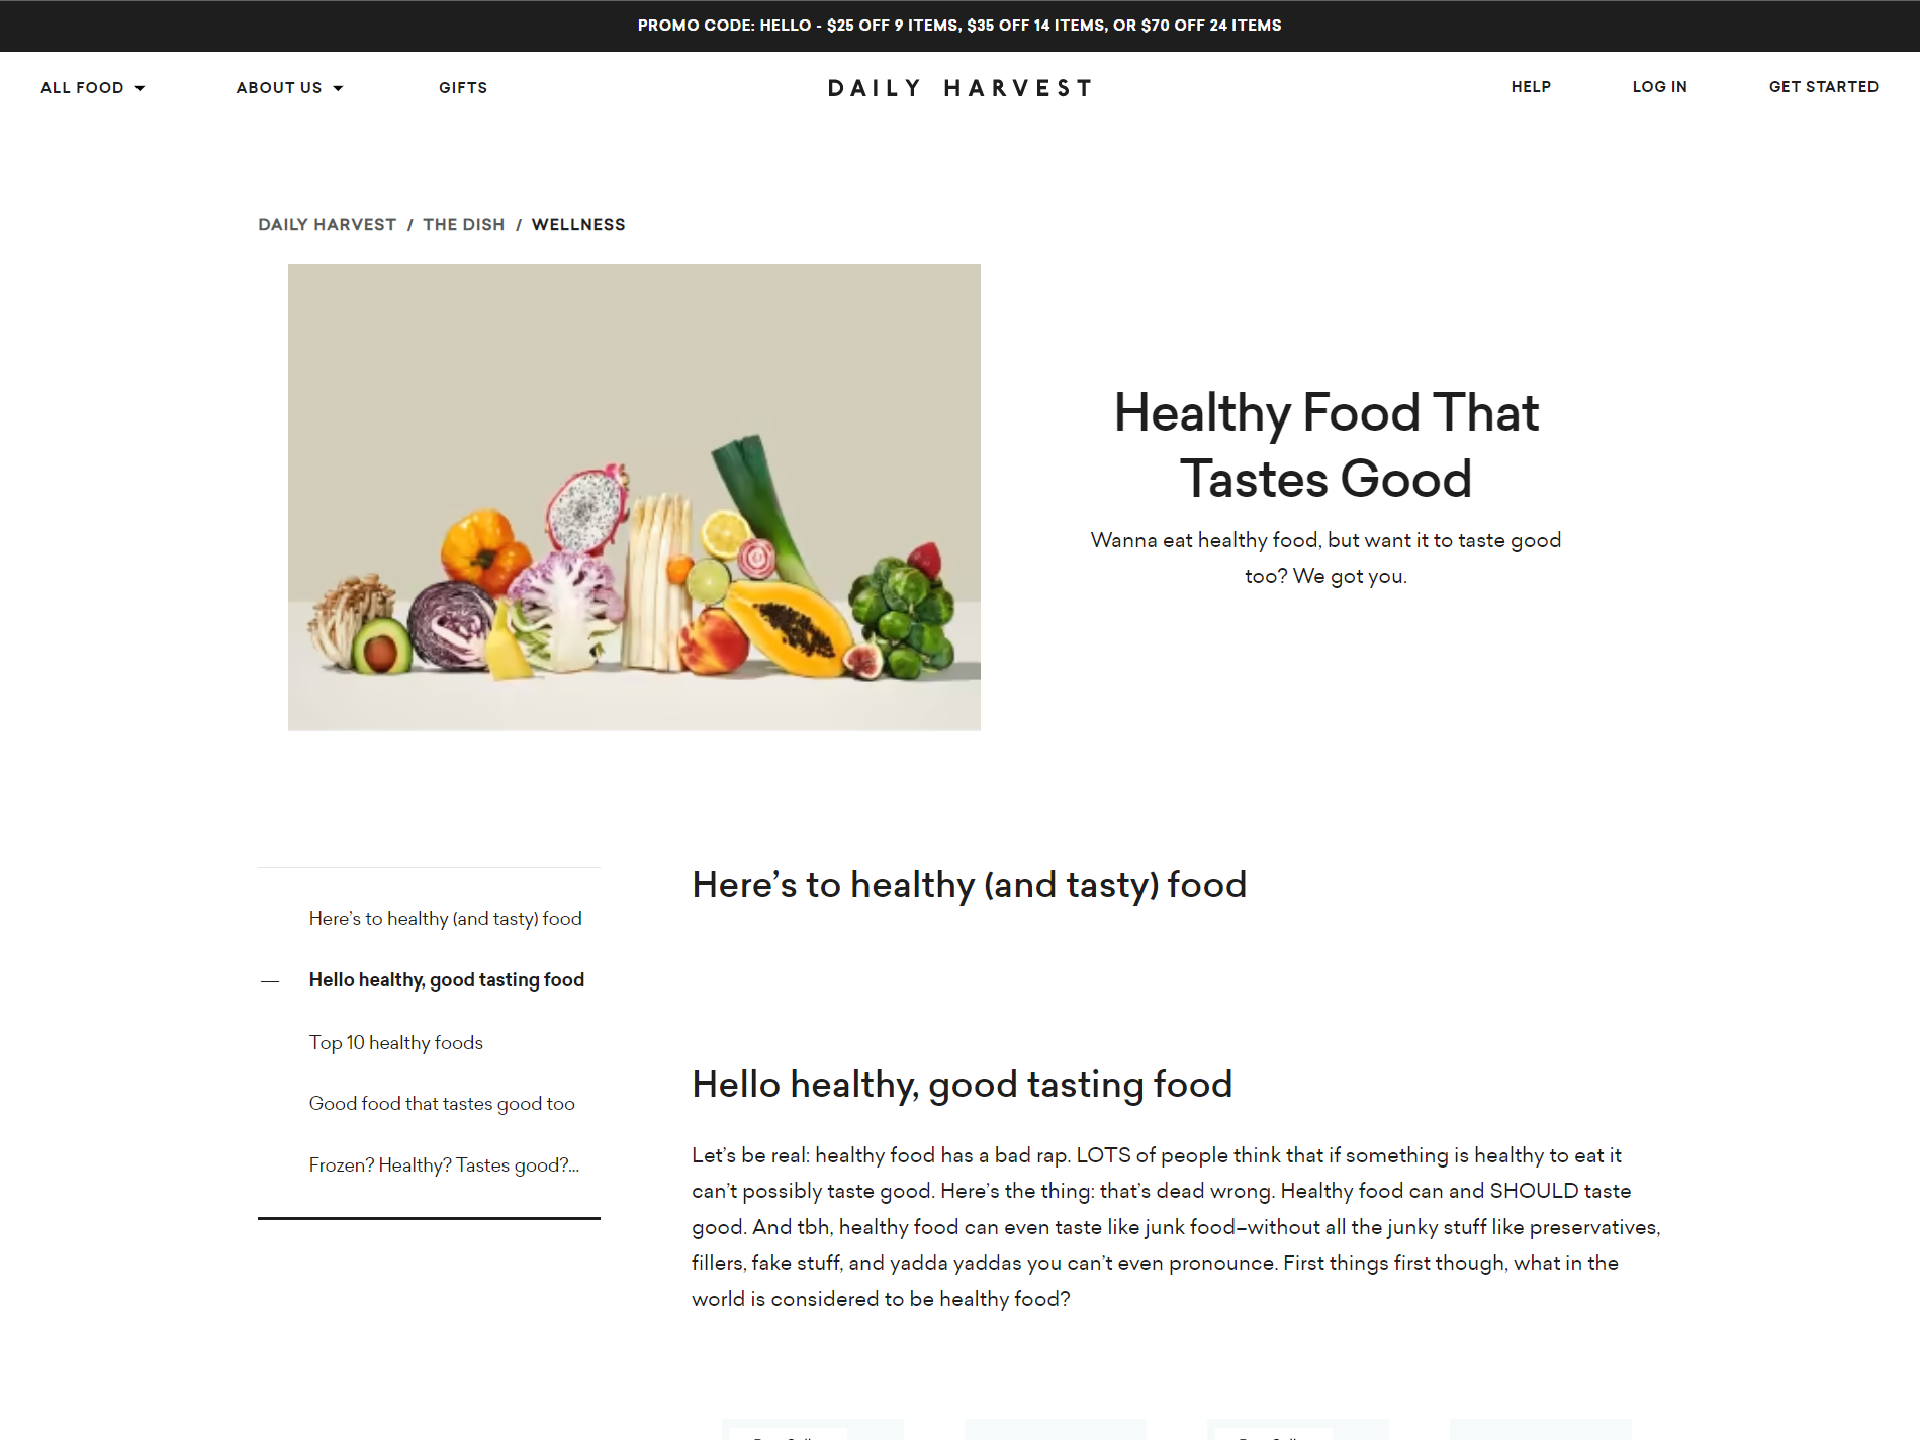 PROMO CODE: HELLO - $25 OFF 9 ITEMS, $35 OFF 14 ITEMS, OR $70 OFF 24 ITEMS
ALL FOOD
ABOUT US
GIFTS
DAILY HARVEST
HELP
LOG IN
GET STARTED
DAILY HARVEST / THE DISH / WELLNESS
Healthy Food That
Tastes Good
Wanna eat healthy food, but want it to taste good
too? We got you.
Here’s to healthy (and tasty) food
— Hello healthy, good tasting food
Top 10 healthy foods
Good food that tastes good too
Frozen? Healthy? Tastes good?...
Here’s to healthy (and tasty) food
Hello healthy, good tasting food
Let’s be real: healthy food has a bad rap. LOTS of people think that if something is healthy to eat it
can’t possibly taste good. Here’s the thing: that’s dead wrong. Healthy food can and SHOULD taste
good. And tbh, healthy food can even taste like junk food–without all the junky stuff like preservatives,
fillers, fake stuff, and yadda yaddas you can’t even pronounce. First things first though, what in the
world is considered to be healthy food?